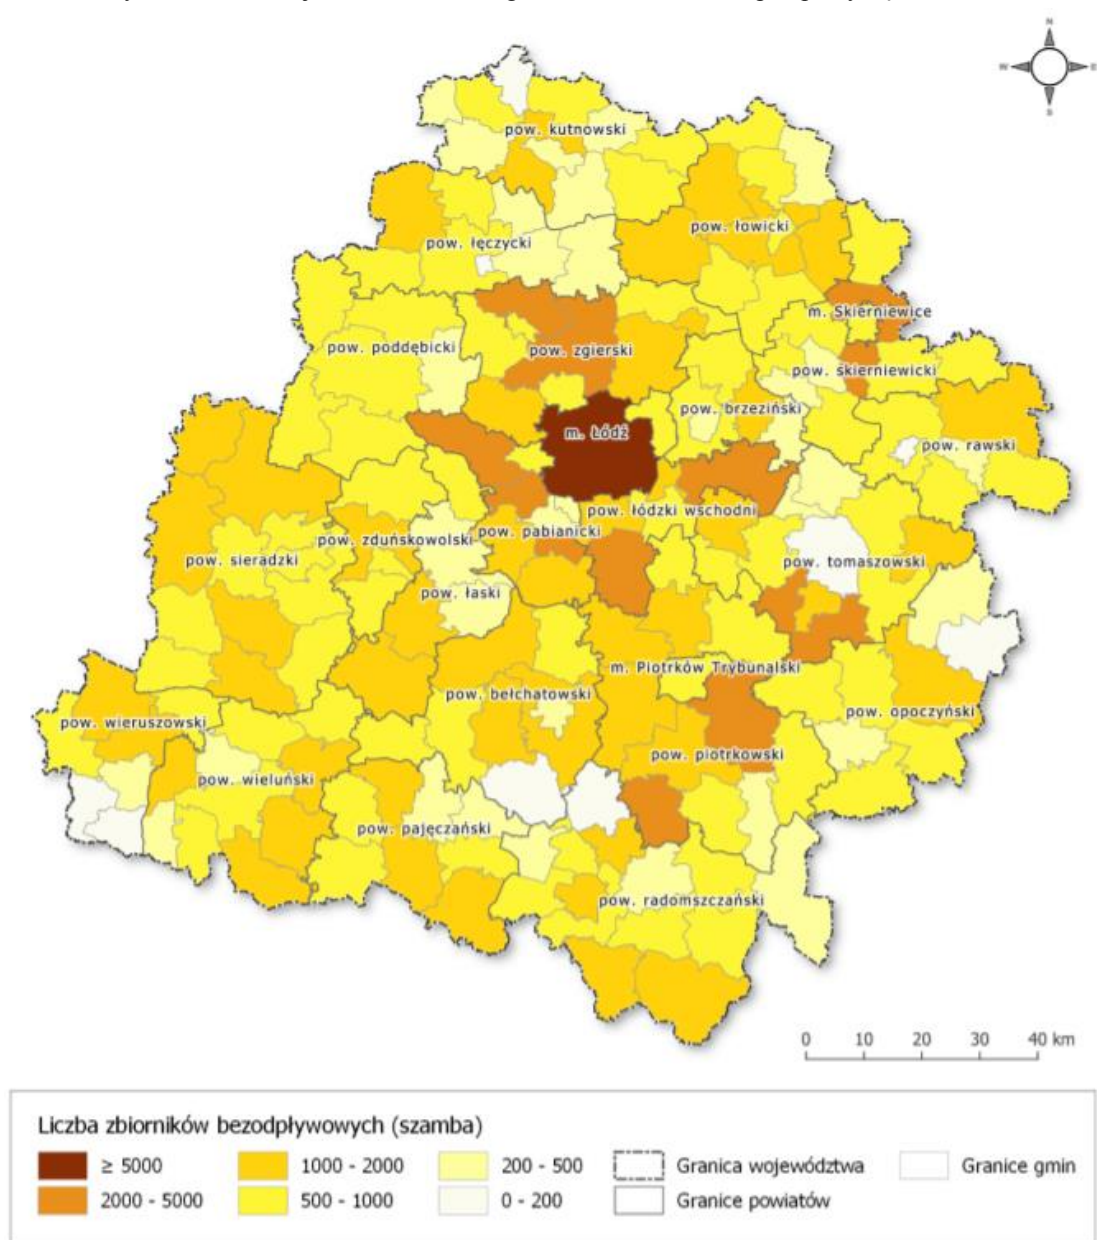 N
W E
S
pow. kutnowski
pow. łowicki
pow. łęczycki
m. Skierniewice
pow. poddębicki
pow. zgierski
pow. skierniewicki
pow. brzeziński
m. Łódź
pow. rawski
pow. łódzki wschodni
pow. pabianicki
pow. zduńskowolski
pow. sieradzki
pow. tomaszowski
pow. łaski
m. Piotrków Trybunalski
pow. bełchatowski
pow. opoczyński
pow. wieruszowski
pow. piotrkowski
pow. wieluński
pow. pajęczański
pow. radomszczański
0 10 20 30 40 km
Liczba zbiorników bezodpływowych (szamba)
≥ 5000 1000 - 2000 200 - 500 Granica województwa Granice gmin
2000 - 5000 500 - 1000 0 - 200 Granice powiatów